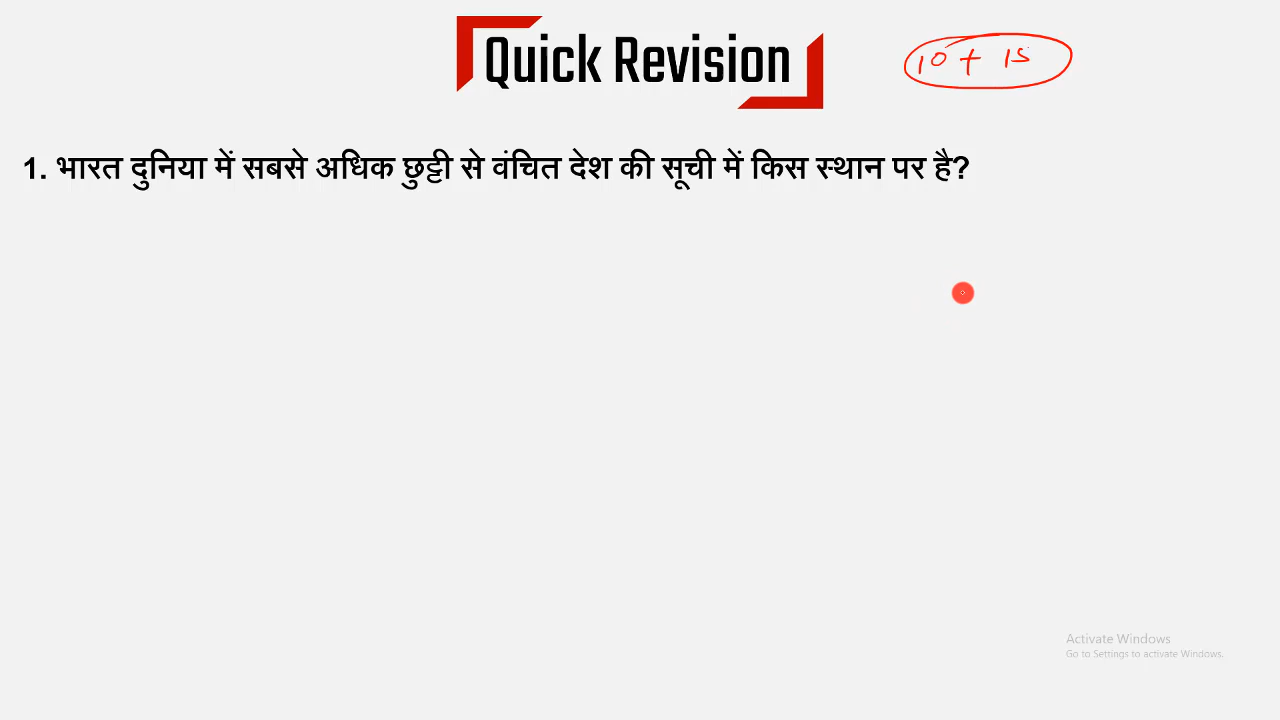 Quick Revision
10 + 15
1. भारत दुनिया में सबसे अधिक छुट्टी से वंचित देश की सूची में किस स्थान पर है?
Activate Windows
Go to Settings to activate Windows.